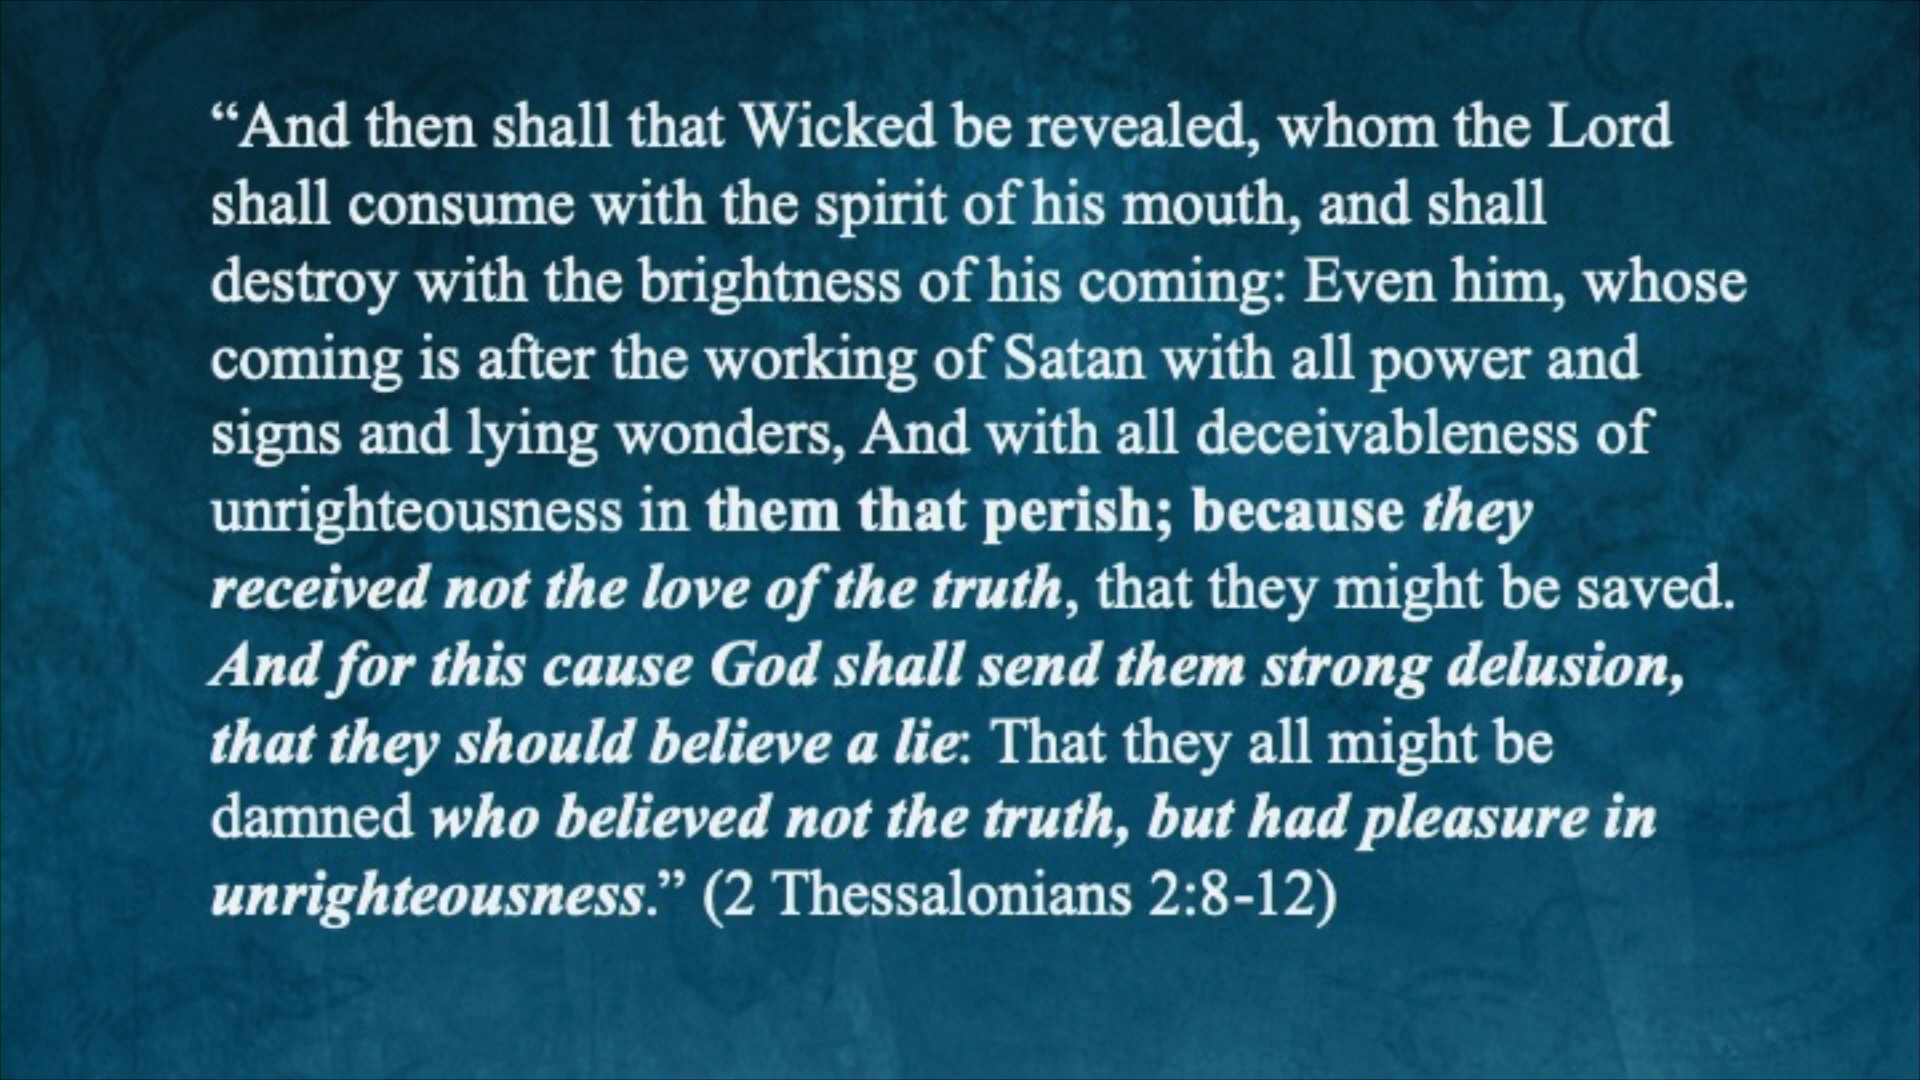 “And then shall that Wicked be revealed, whom the Lord
shall consume with the spirit of his mouth, and shall
destroy with the brightness of his coming: Even him, whose
coming is after the working of Satan with all power and
signs and lying wonders, And with all deceivableness of
unrighteousness in them that perish; because they
received not the love of the truth, that they might be saved.
And for this cause God shall send them strong delusion,
that they should believe a lie: That they all might be
damned who believed not the truth, but had pleasure in
unrighteousness.” (2 Thessalonians 2:8-12)